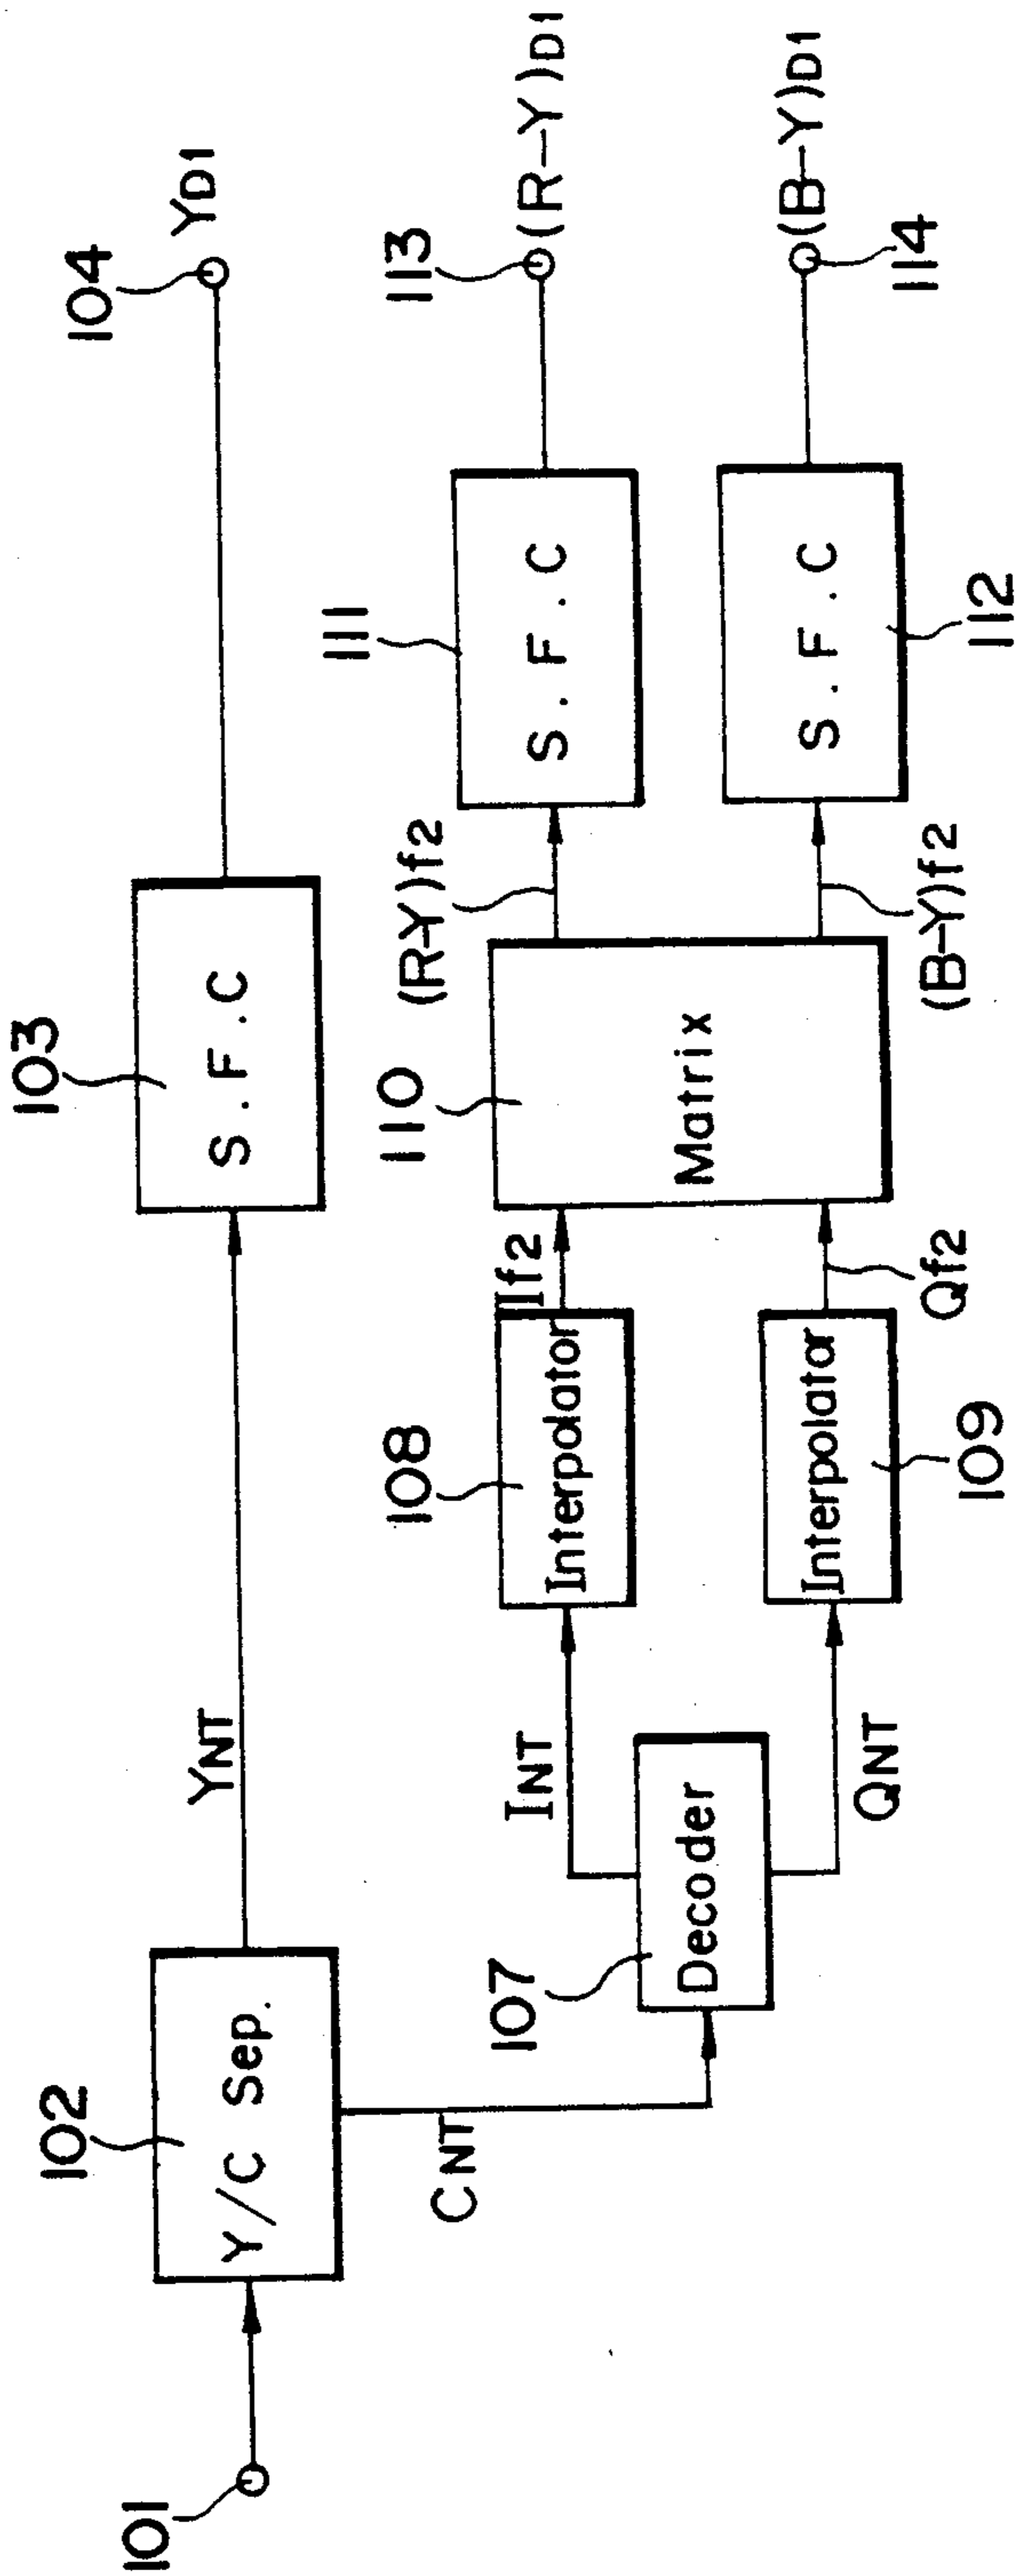 101
102
Y/C Sep.
YNT
103
S.F.C
104
YD1
CNT
107
Decoder
INT
QNT
108
Interpolator
If2
109
Interpolator
Qf2
110
Matrix
(R-Y)f2
(B-Y)f2
111
S.F.C
112
S.F.C
113
(R-Y)D1
114
(B-Y)D1